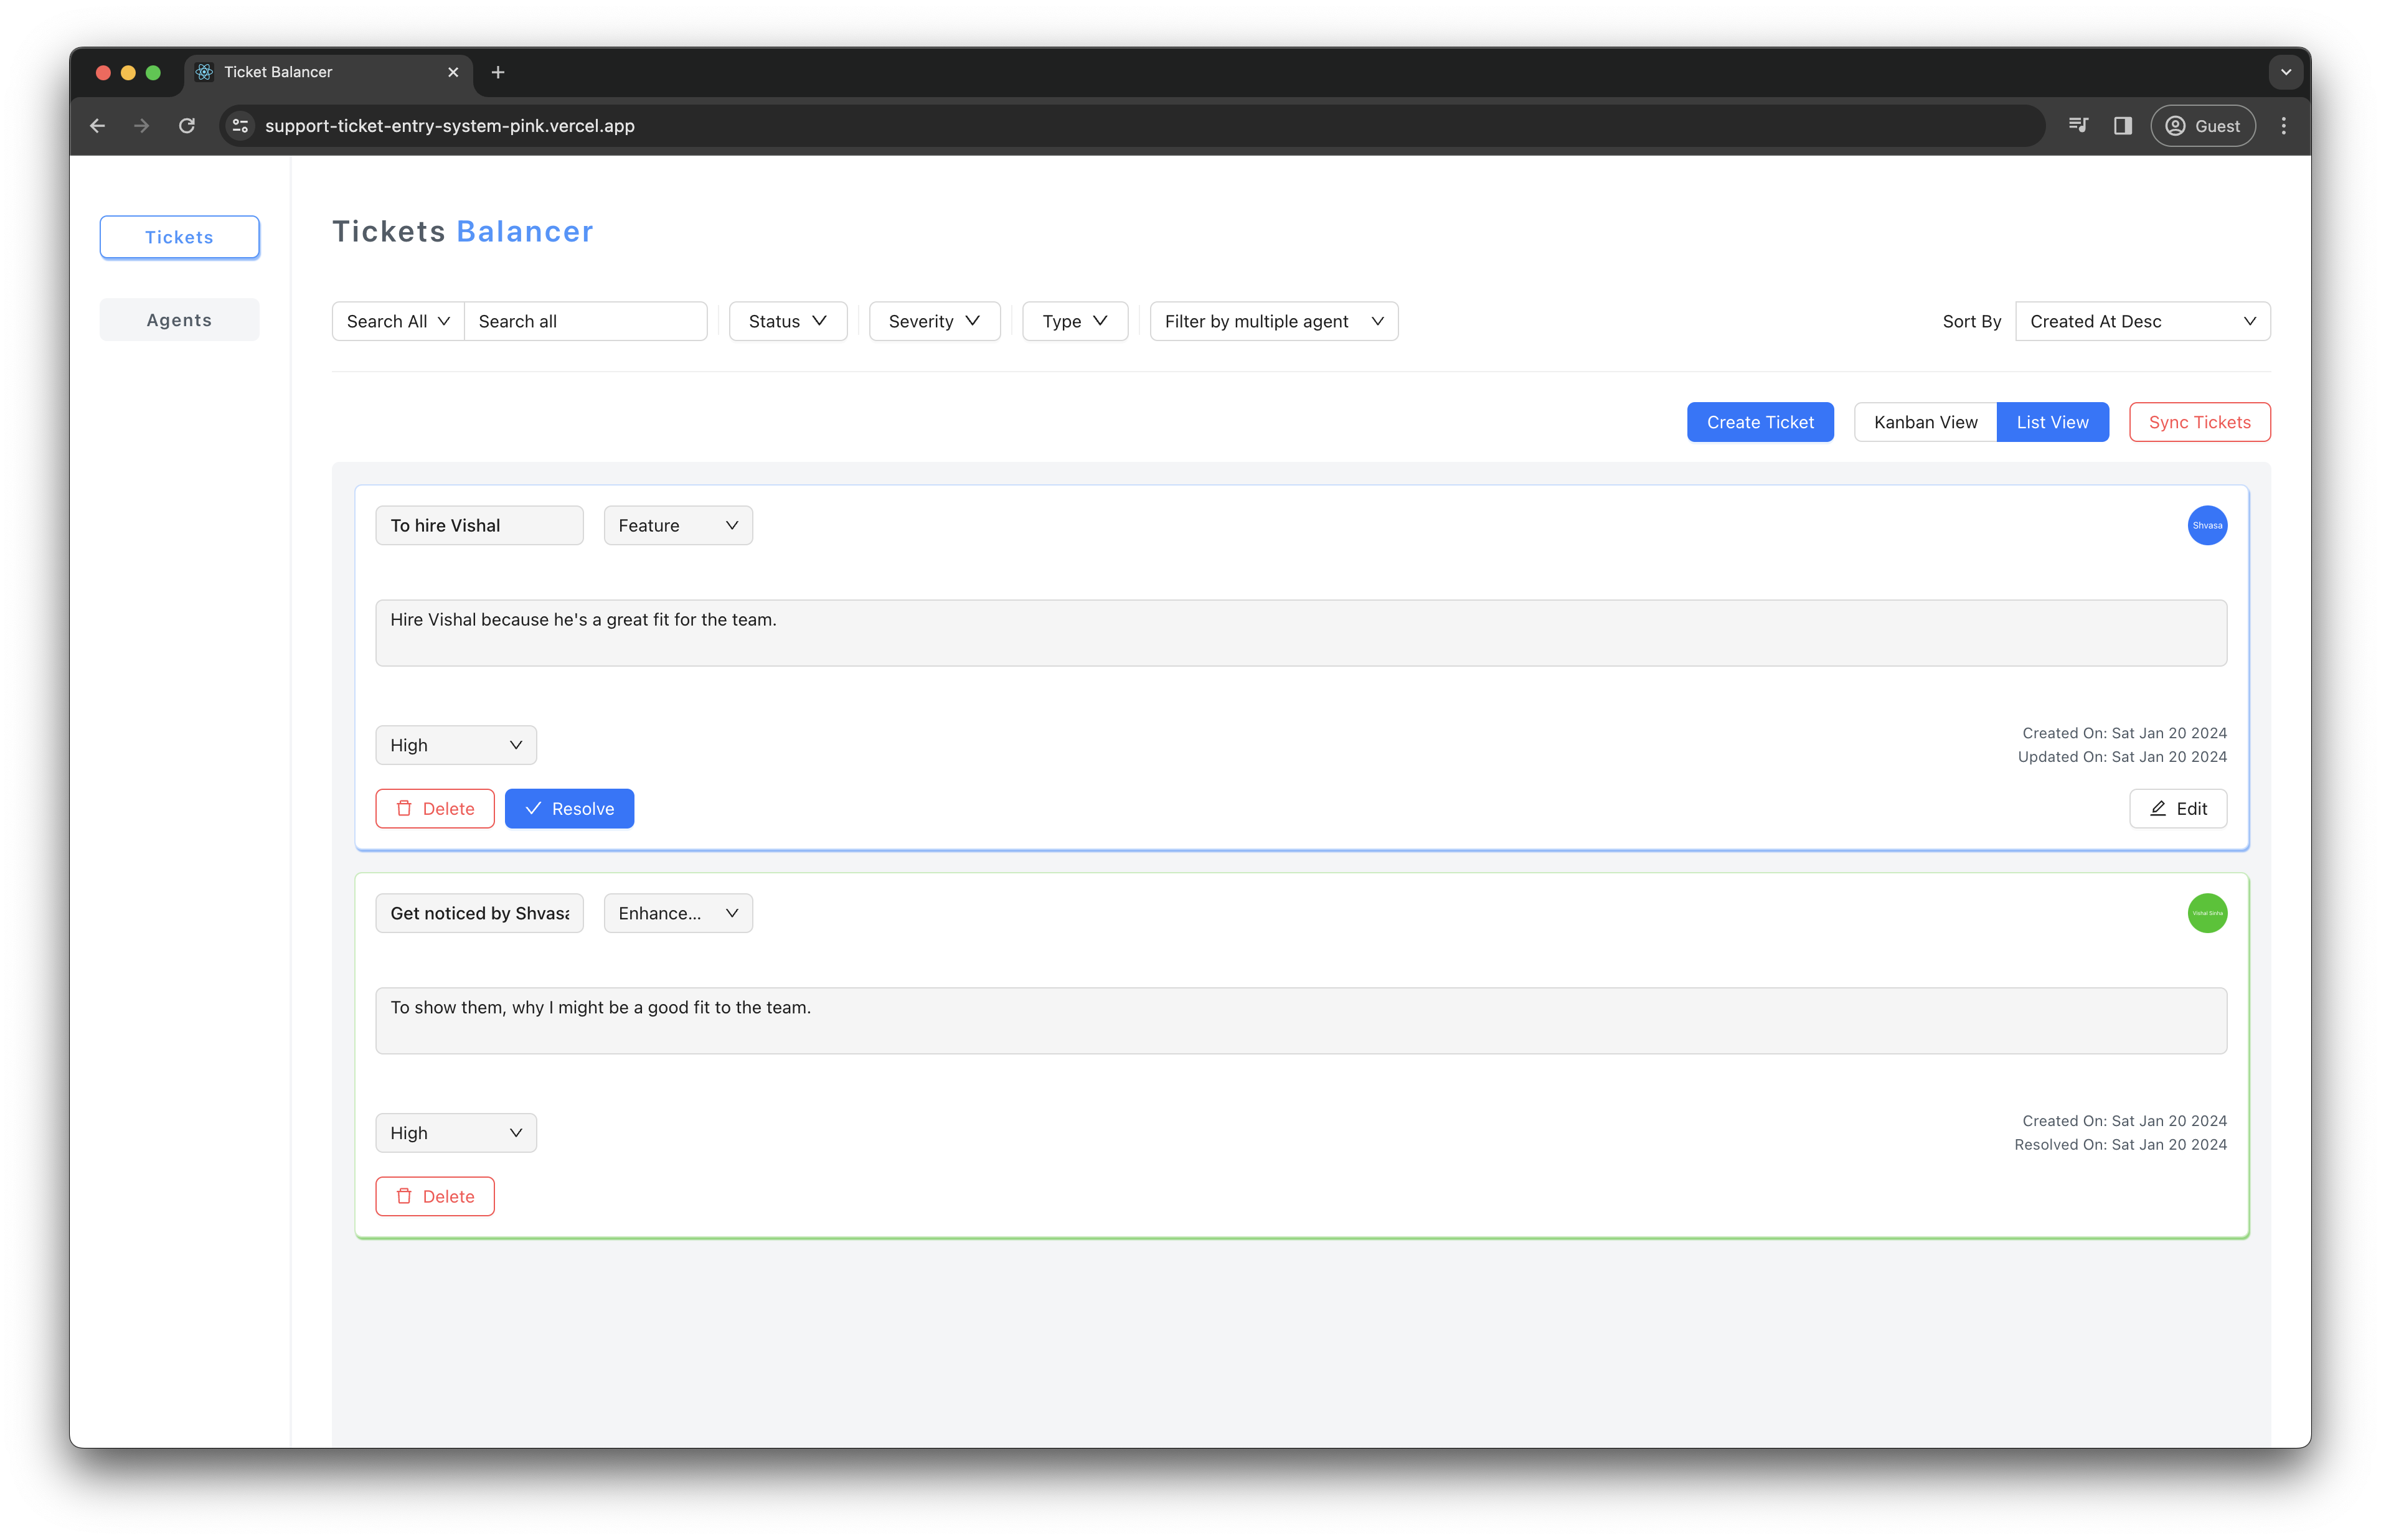 Ticket Balancer
support-ticket-entry-system-pink.vercel.app
Guest
Tickets
Agents
Tickets Balancer
Search All
Search all
Status
Severity
Type
Filter by multiple agent
Sort By
Created At Desc
Create Ticket
Kanban View
List View
Sync Tickets
To hire Vishal
Feature
Shvasa
Hire Vishal because he's a great fit for the team.
High
Created On: Sat Jan 20 2024
Updated On: Sat Jan 20 2024
Delete
Resolve
Edit
Get noticed by Shvasa
Enhance...
Vishal Sinha
To show them, why I might be a good fit to the team.
High
Created On: Sat Jan 20 2024
Resolved On: Sat Jan 20 2024
Delete